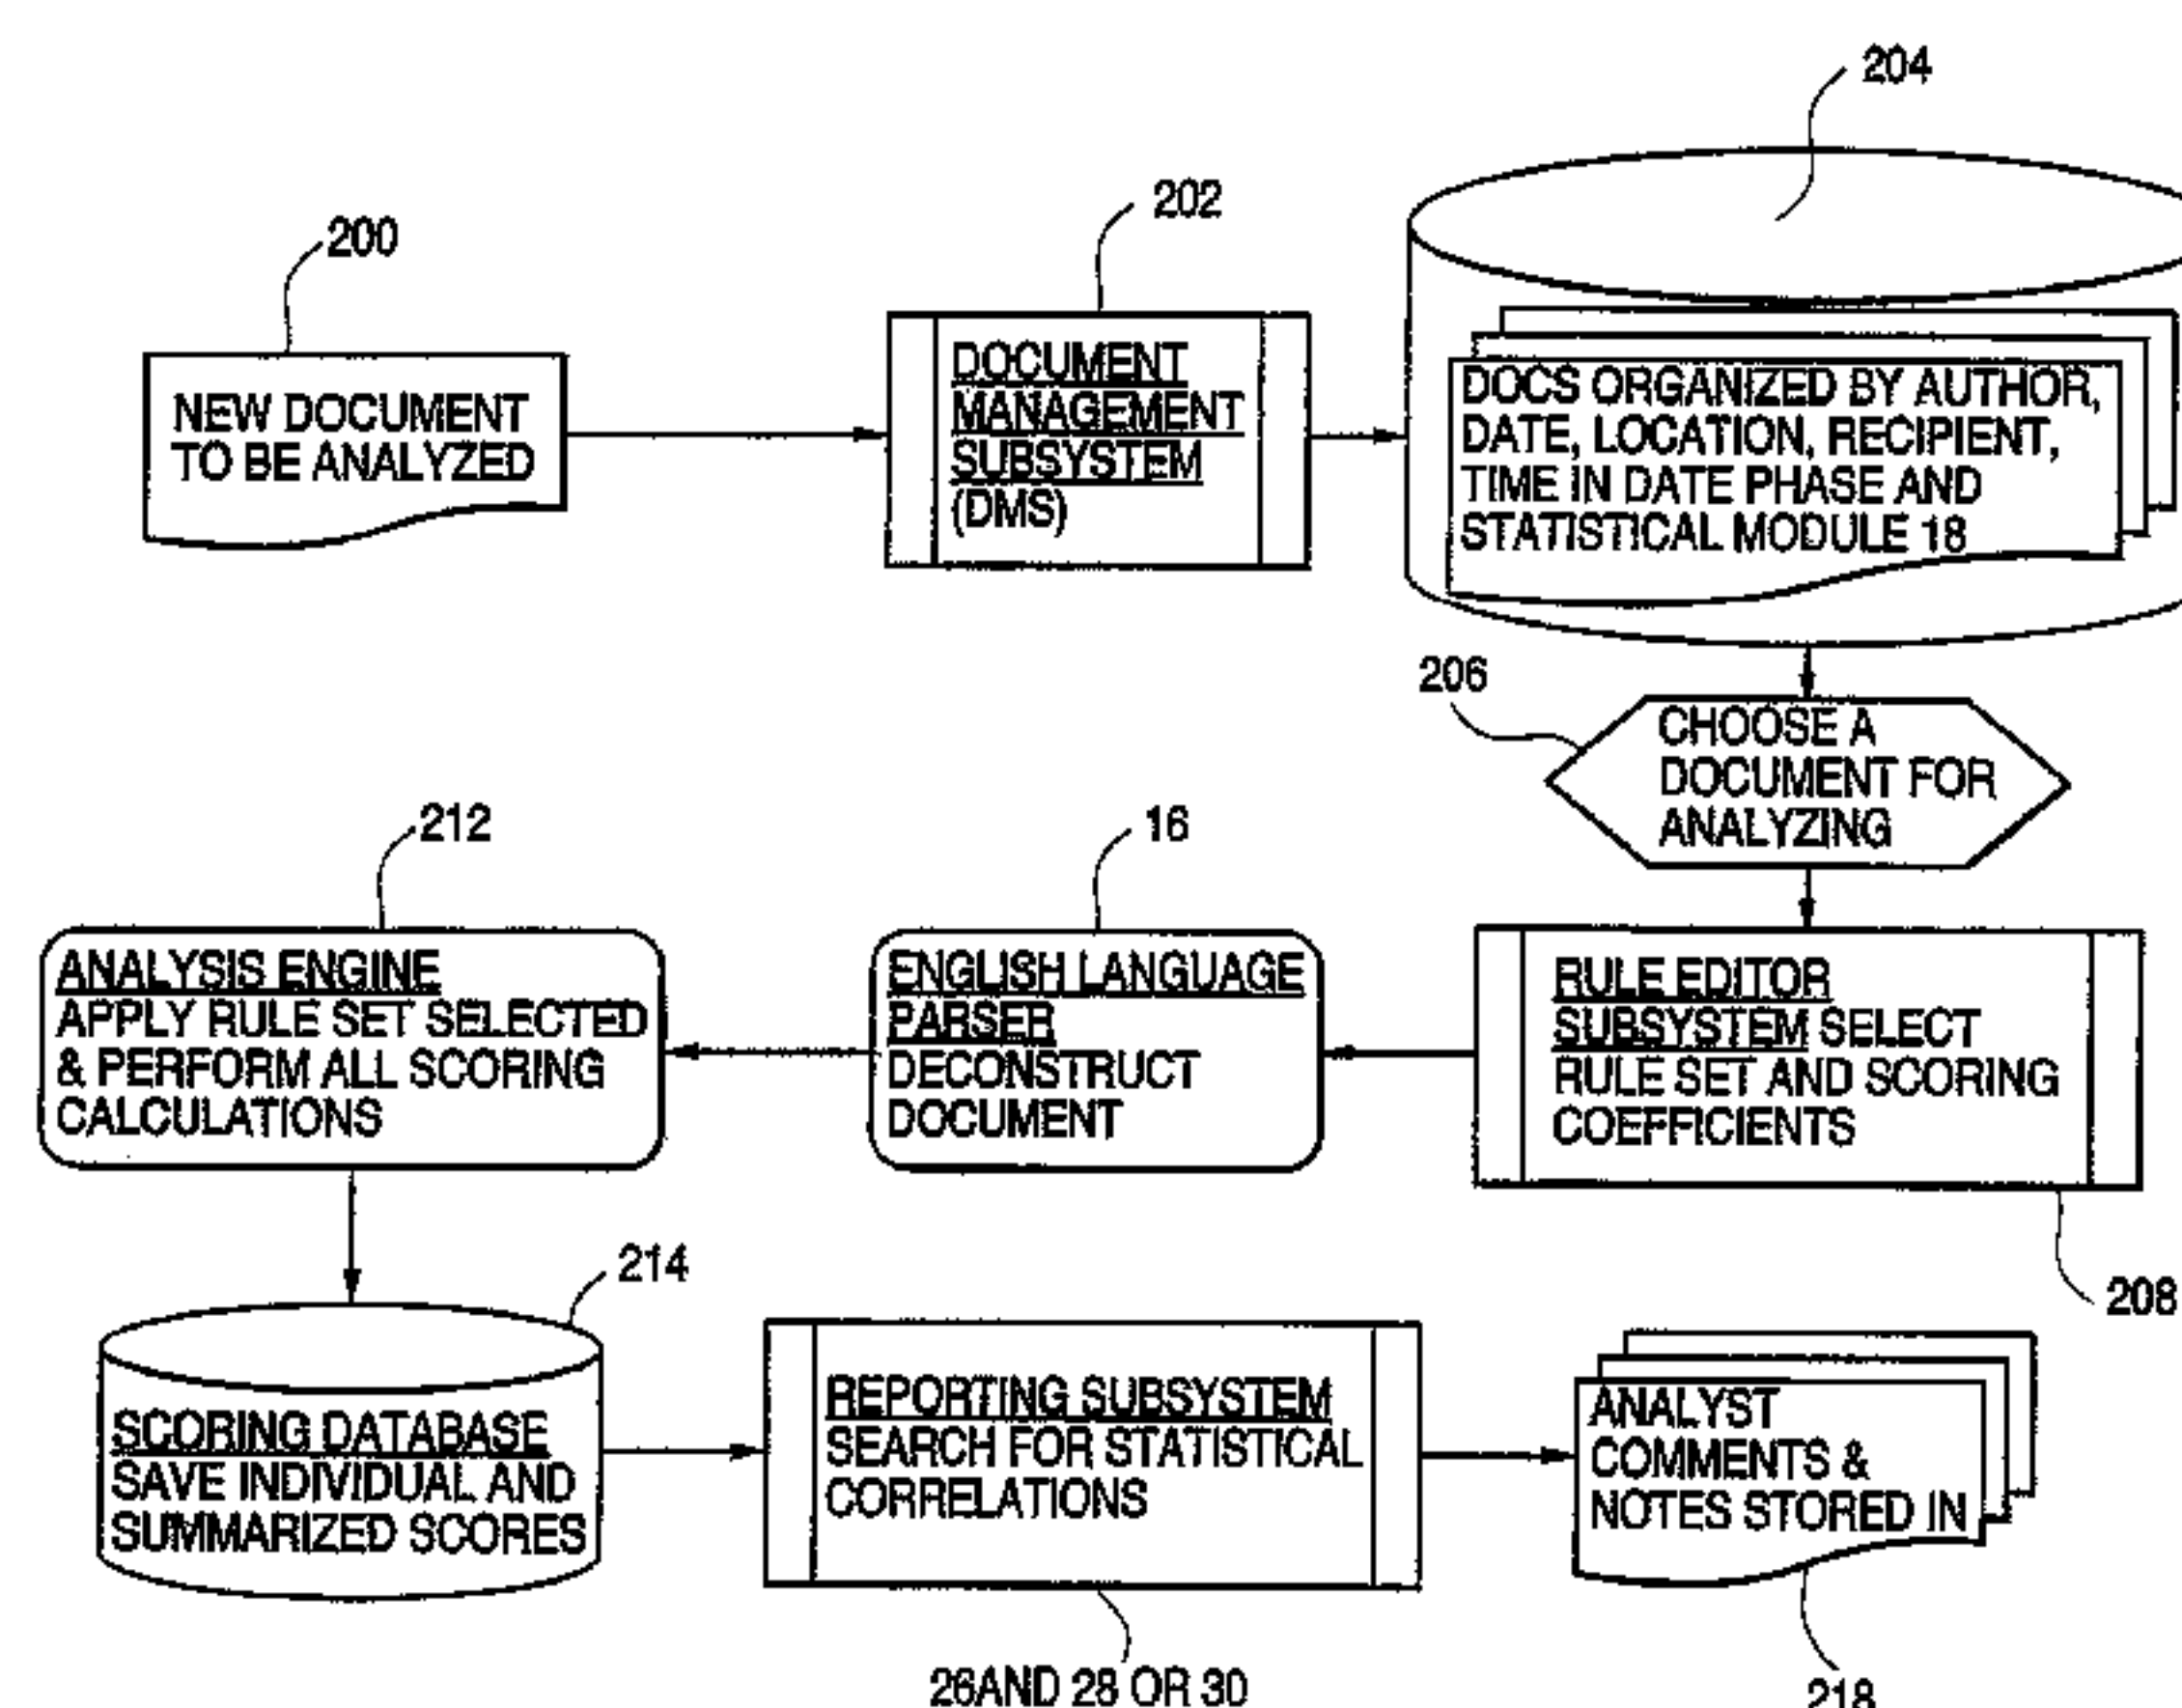 204
202
200
NEW DOCUMENT
TO BE ANALYZED
DOCUMENT
MANAGEMENT
SUBSYSTEM
(DMS)
DOCS ORGANIZED BY AUTHOR,
DATE, LOCATION, RECIPIENT,
TIME IN DATE PHASE AND
STATISTICAL MODULE 18
206
CHOOSE A
DOCUMENT FOR
ANALYZING
212
16
ANALYSIS ENGINE
APPLY RULE SET SELECTED
& PERFORM ALL SCORING
CALCULATIONS
ENGLISH LANGUAGE
PARSER
DECONSTRUCT
DOCUMENT
RULE EDITOR
SUBSYSTEM SELECT
RULE SET AND SCORING
COEFFICIENTS
208
214
SCORING DATABASE
SAVE INDIVIDUAL AND
SUMMARIZED SCORES
REPORTING SUBSYSTEM
SEARCH FOR STATISTICAL
CORRELATIONS
ANALYST
COMMENTS &
NOTES STORED IN
26AND 28 OR 30
218